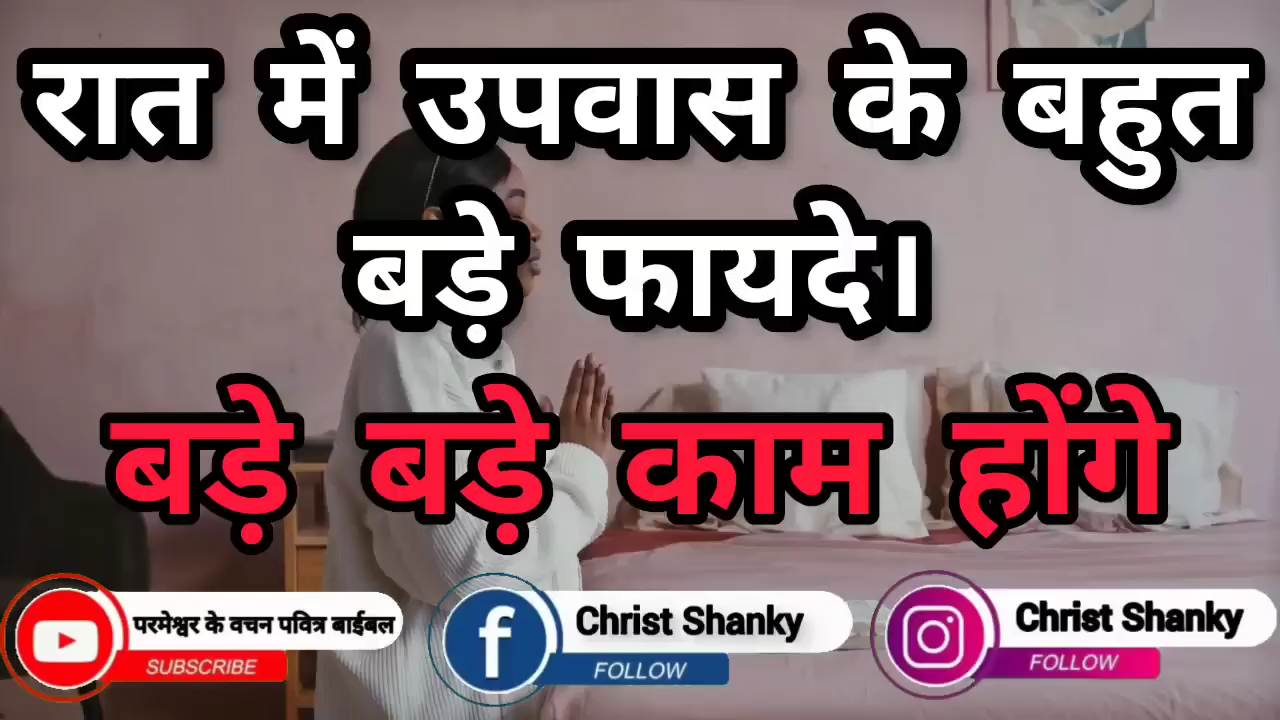 रात में उपवास के बहुत
बड़े फायदे।
बड़े बड़े काम होंगे
परमेश्वर के वचन पवित्र बाईबल
SUBSCRIBE
Christ Shanky
FOLLOW
Christ Shanky
FOLLOW